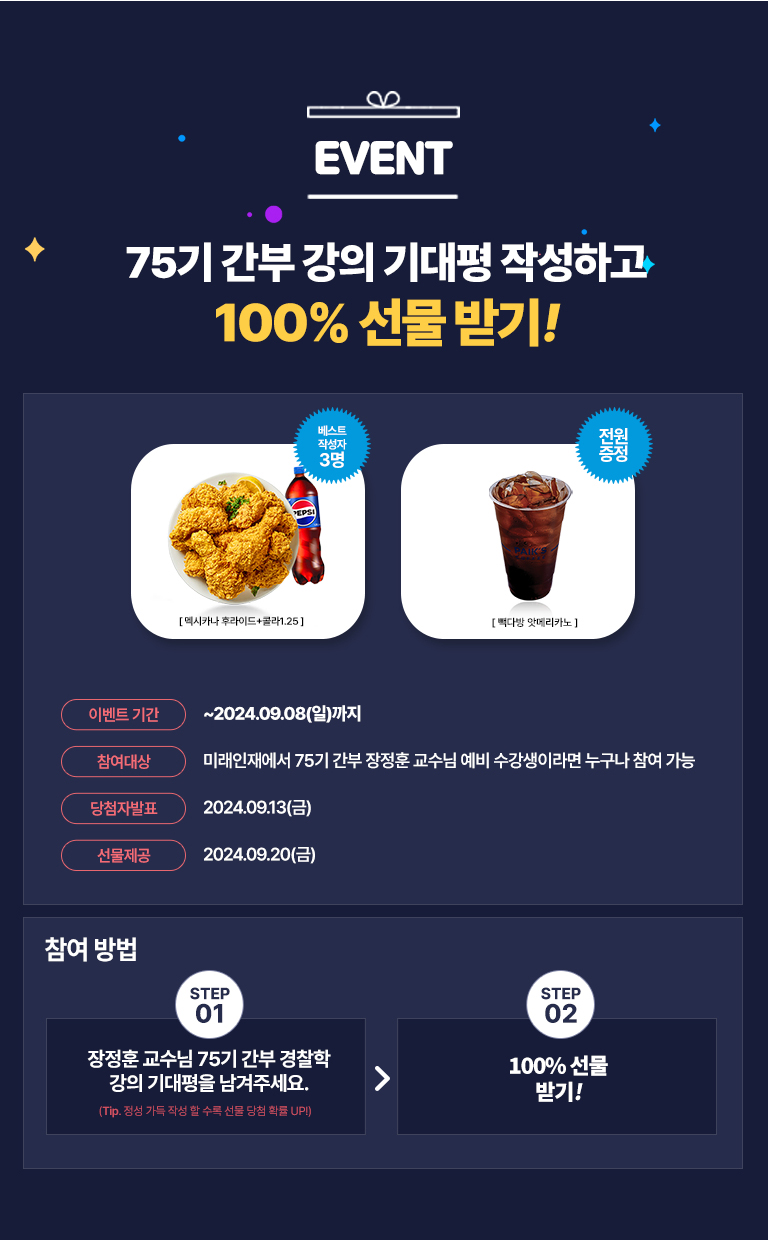 EVENT
75기 간부 강의 기대평 작성하고
100% 선물 받기!
베스트
작성자
3명
전원
증정
PEPSI
PAIK'S
[ 멕시카나 후라이드+콜라1.25 ]
[ 빽다방 앗메리카노 ]
이벤트 기간
~2024.09.08(일)까지
참여대상
미래인재에서 75기 간부 장정훈 교수님 예비 수강생이라면 누구나 참여 가능
당첨자발표
2024.09.13(금)
선물제공
2024.09.20(금)
참여 방법
STEP
01
장정훈 교수님 75기 간부 경찰학
강의 기대평을 남겨주세요.
(Tip. 정성 가득 작성 할 수록 선물 당첨 확률 UP!)
STEP
02
100% 선물
받기!